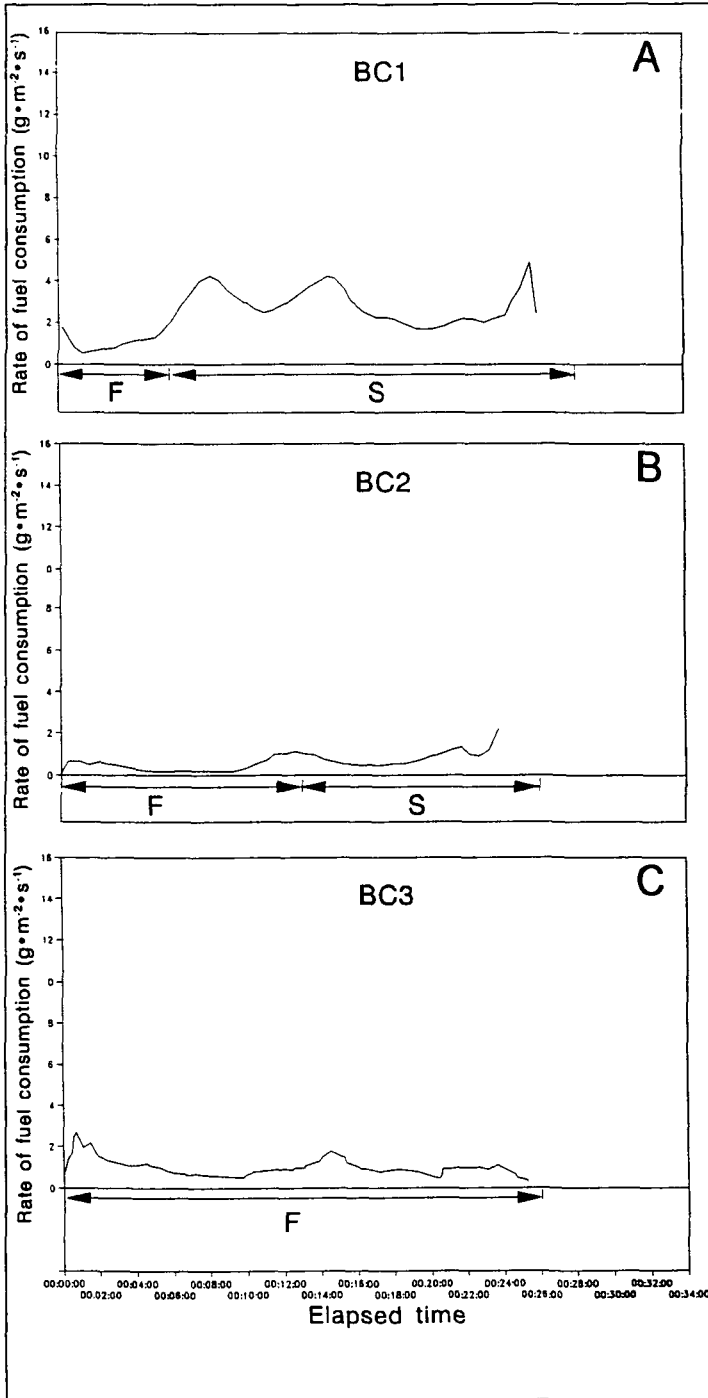 A
BC1
Rate of fuel consumption (g•m⁻²•s⁻¹)
16
14
12
10
8
6
4
2
0
F
S
B
BC2
Rate of fuel consumption (g•m⁻²•s⁻¹)
16
14
12
0
8
6
4
2
0
F
S
C
BC3
Rate of fuel consumption (g•m⁻²•s⁻¹)
16
14
12
0
8
6
4
2
0
F
00:00:00 00:04:00 00:08:00 00:12:00 00:16:00 00.20:00 00:24:00 00:28:00 00:32:00
00:02:00 00:06:00 00:10:00 00:14:00 00:18:00 00:22:00 00:26:00 00:30:00 00:34:00
Elapsed time